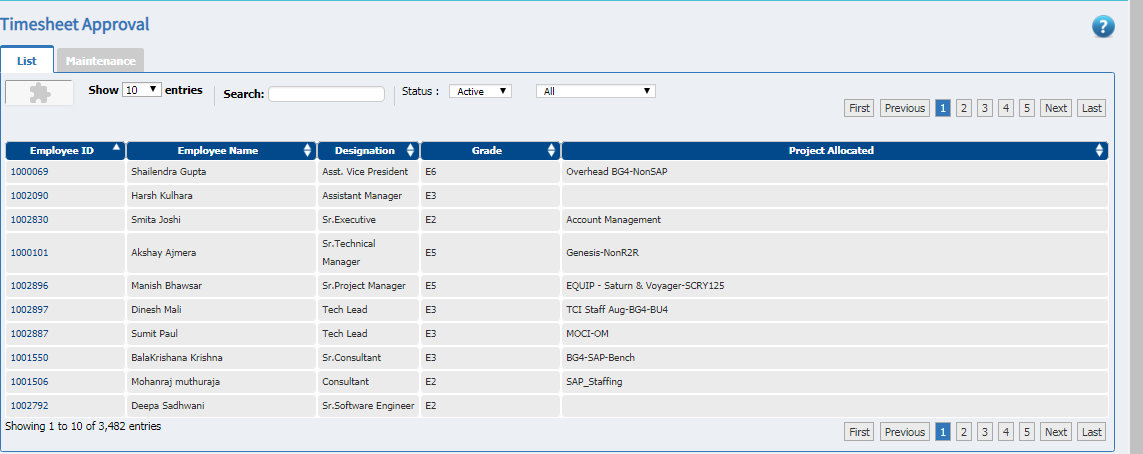 Timesheet Approval
?
List Maintenance
Show 10 entries Search: Status : Active All
First Previous 1 2 3 4 5 Next Last
Employee ID Employee Name Designation Grade Project Allocated
1000069 Shailendra Gupta Asst. Vice President E6 Overhead BG4-NonSAP
1002090 Harsh Kulhara Assistant Manager E3
1002830 Smita Joshi Sr.Executive E2 Account Management
1000101 Akshay Ajmera Sr.Technical Manager E5 Genesis-NonR2R
1002896 Manish Bhawsar Sr.Project Manager E5 EQUIP - Saturn & Voyager-SCRY125
1002897 Dinesh Mali Tech Lead E3 TCI Staff Aug-BG4-BU4
1002887 Sumit Paul Tech Lead E3 MOCI-OM
1001550 BalaKrishana Krishna Sr.Consultant E3 BG4-SAP-Bench
1001506 Mohanraj muthuraja Consultant E2 SAP_Staffing
1002792 Deepa Sadhwani Sr.Software Engineer E2
Showing 1 to 10 of 3,482 entries
First Previous 1 2 3 4 5 Next Last